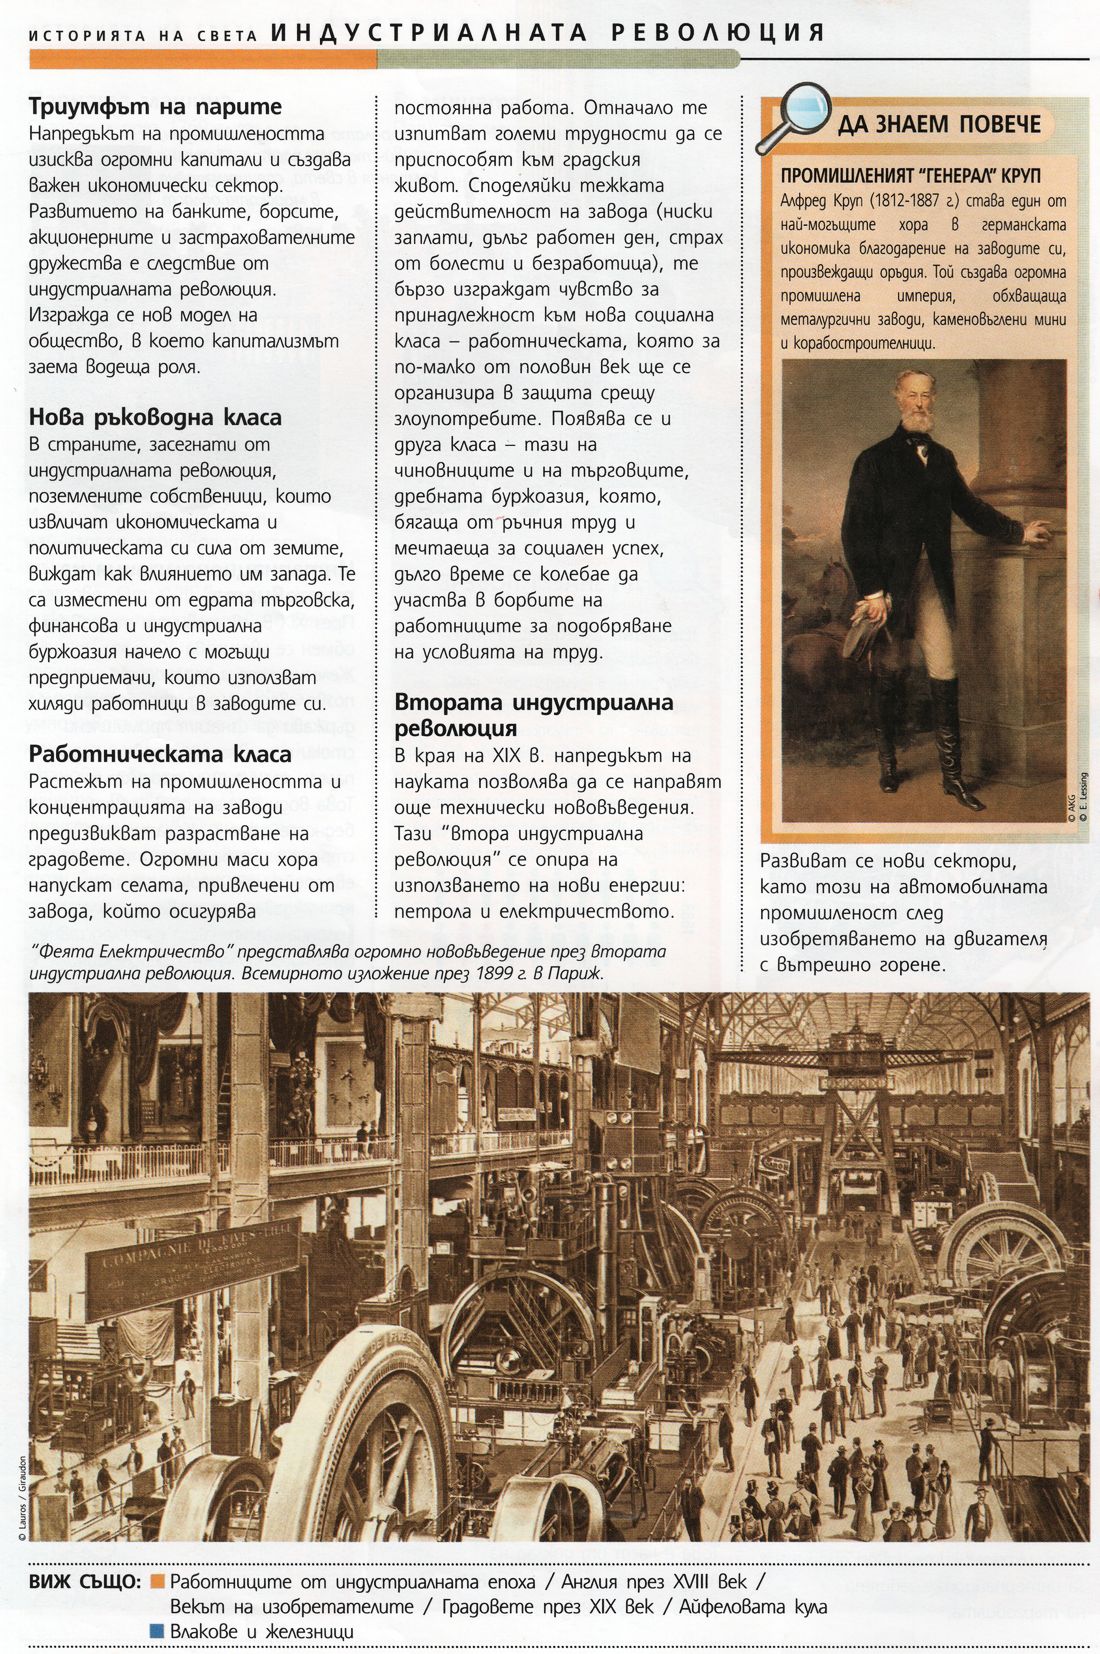 ИСТОРИЯТА НА СВЕТА ИНДУСТРИАЛНАТА РЕВОЛЮЦИЯ
Триумфът на парите
Напредъкът на промишлеността
изисква огромни капитали и създава
важен икономически сектор.
Развитието на банките, борсите,
акционерните и застрахователните
дружества е следствие от
индустриалната революция.
Изгражда се нов модел на
общество, в което капитализмът
заема водеща роля.
Нова ръководна класа
В страните, засегнати от
индустриалната революция,
поземлените собственици, които
извличат икономическата и
политическата си сила от земите,
виждат как влиянието им запада. Те
са изместени от едрата търговска,
финансова и индустриална
буржоазия начело с могъщи
предприемачи, които използват
хиляди работници в заводите си.
Работническата класа
Растежът на промишлеността и
концентрацията на заводи
предизвикват разрастване на
градовете. Огромни маси хора
напускат селата, привлечени от
завода, който осигурява
постоянна работа. Отначало те
изпитват големи трудности да се
приспособят към градския
живот. Споделяйки тежката
действителност на завода (ниски
заплати, дълъг работен ден, страх
от болести и безработица), те
бързо изграждат чувство за
принадлежност към нова социална
класа – работническата, която за
по-малко от половин век ще се
организира в защита срещу
злоупотребите. Появява се и
друга класа – тази на
чиновниците и на търговците,
дребната буржоазия, която,
бягаща от ръчния труд и
мечтаеща за социален успех,
дълго време се колебае да
участва в борбите на
работниците за подобряване
на условията на труд.
Втората индустриална
революция
В края на XIX в. напредъкът на
науката позволява да се направят
още технически нововъведения.
Тази "втора индустриална
революция" се опира на
използването на нови енергии:
петрола и електричеството.
ДА ЗНАЕМ ПОВЕЧЕ
ПРОМИШЛЕНИЯТ "ГЕНЕРАЛ" КРУП
Алфред Круп (1812-1887 г.) става един от
най-могъщите хора в германската
икономика благодарение на заводите си,
произвеждащи оръдия. Той създава огромна
промишлена империя, обхващаща
металургични заводи, каменовъглени мини
и корабостроителници.
© AKG
© E. Lessing
Развиват се нови сектори,
като този на автомобилната
промишленост след
изобретяването на двигателя
с вътрешно горене.
"Феята Електричество" представлява огромно нововъведение през втората
индустриална революция. Всемирното изложение през 1899 г. в Париж.
COMPAGNIE DE FIVES-LILLE
© Lauros / Giraudon
ВИЖ СЪЩО: Работниците от индустриалната епоха / Англия през XVIII век /
Векът на изобретателите / Градовете през XIX век / Айфеловата кула
Влакове и железници